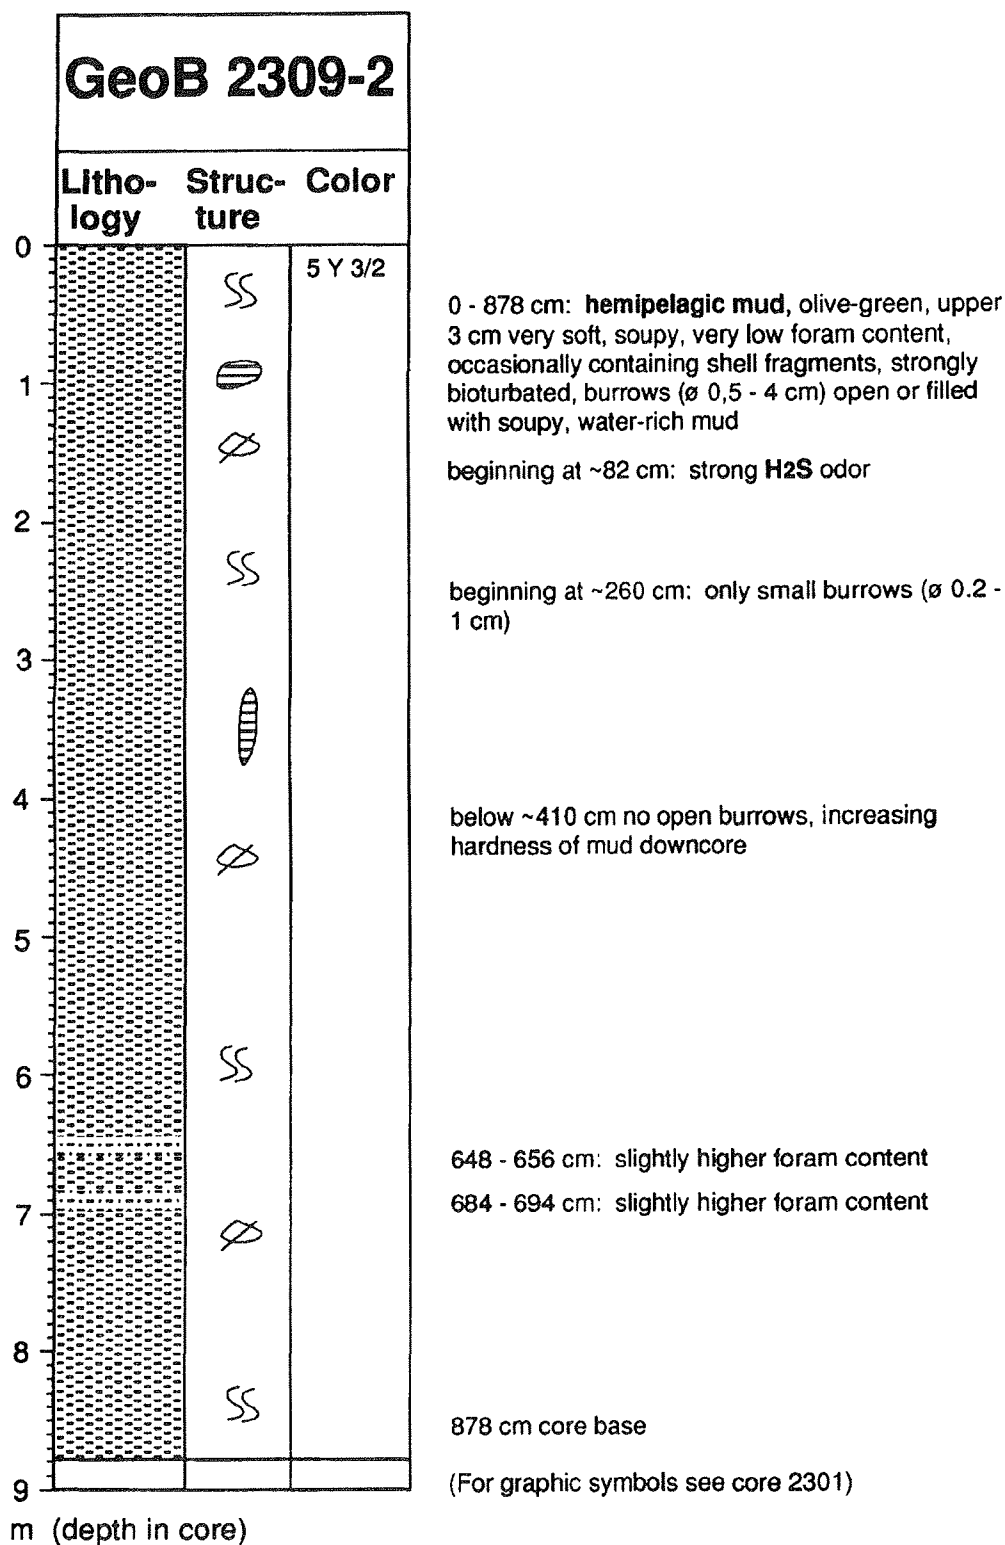 GeoB 2309-2
Litho-
logy
Struc-
ture
Color
0
5 Y 3/2
0 - 878 cm: hemipelagic mud, olive-green, upper
3 cm very soft, soupy, very low foram content,
occasionally containing shell fragments, strongly
bioturbated, burrows (ø 0,5 - 4 cm) open or filled
with soupy, water-rich mud
1
beginning at ~82 cm: strong H2S odor
2
beginning at ~260 cm: only small burrows (ø 0.2 -
1 cm)
3
4
below ~410 cm no open burrows, increasing
hardness of mud downcore
5
6
648 - 656 cm: slightly higher foram content
684 - 694 cm: slightly higher foram content
7
8
878 cm core base
(For graphic symbols see core 2301)
9
m (depth in core)